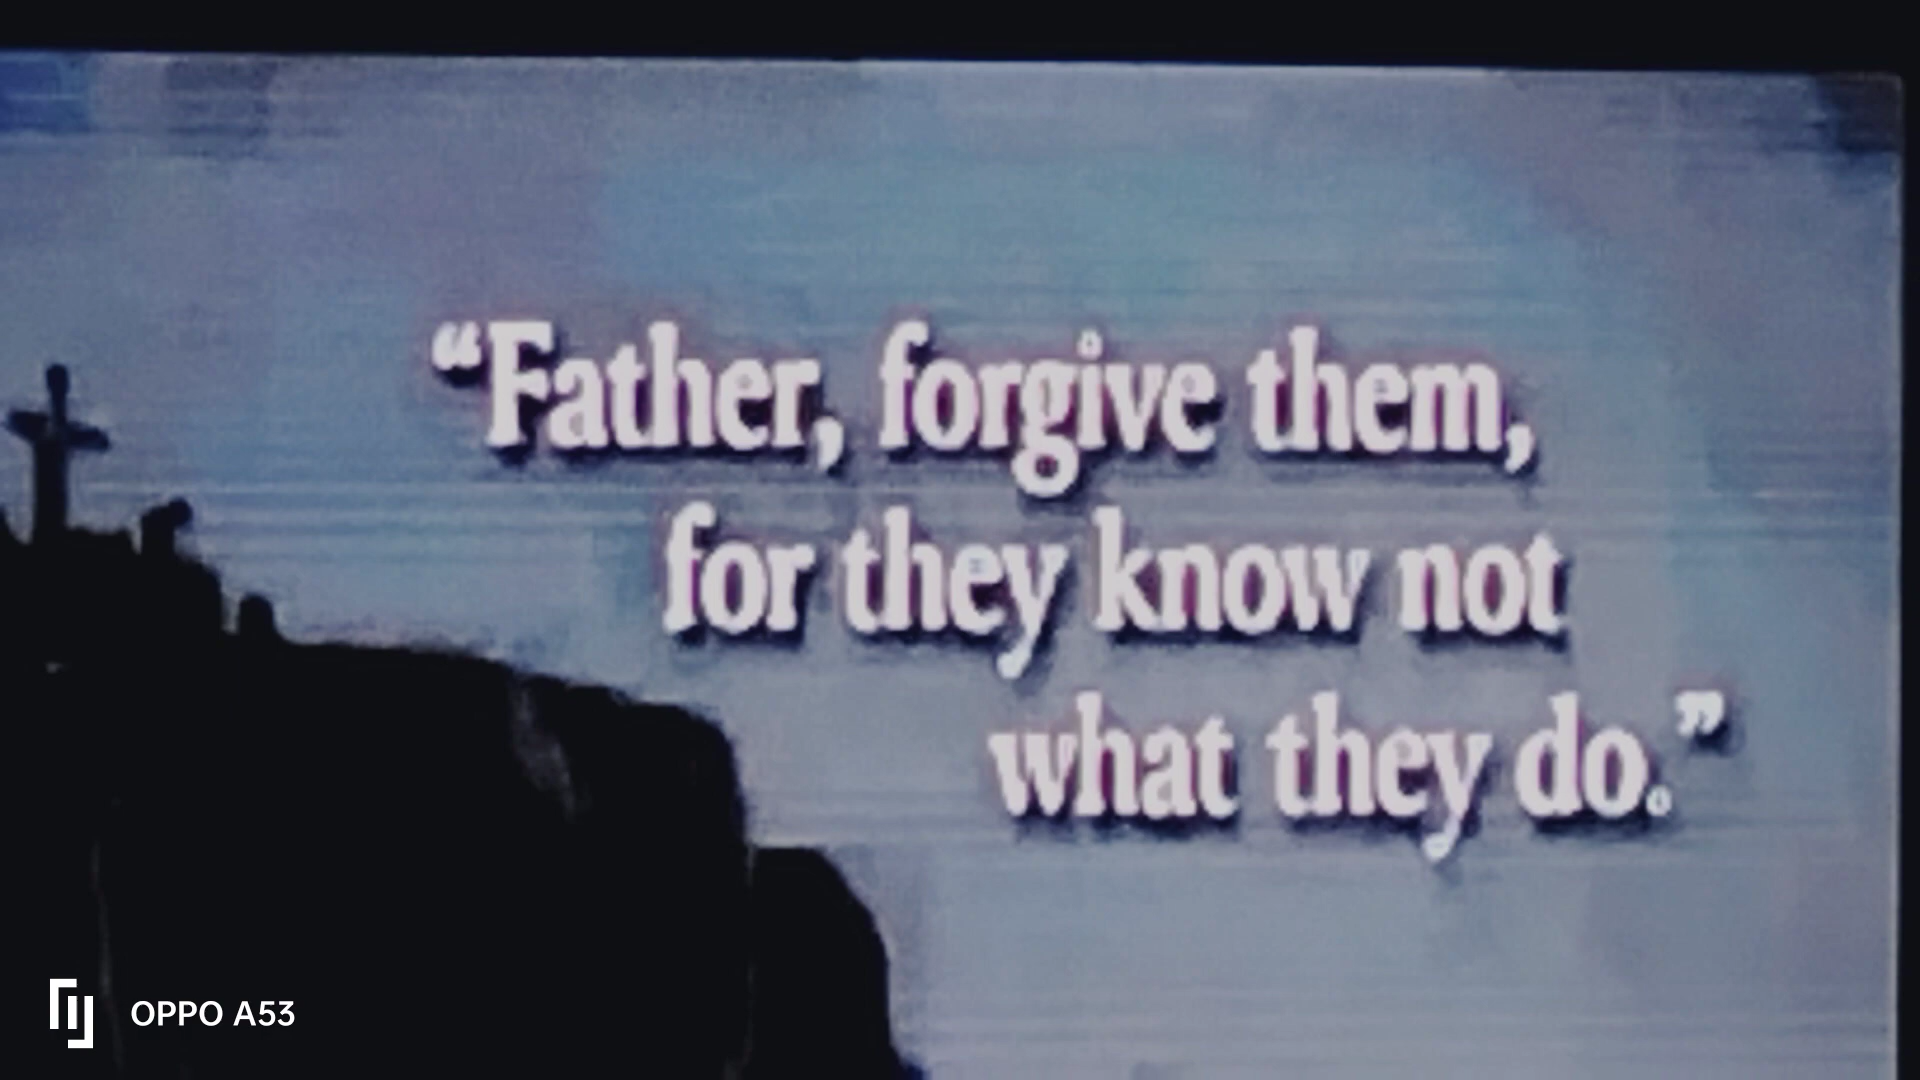 “Father, forgive them,
for they know not
what they do.”
OPPO A53